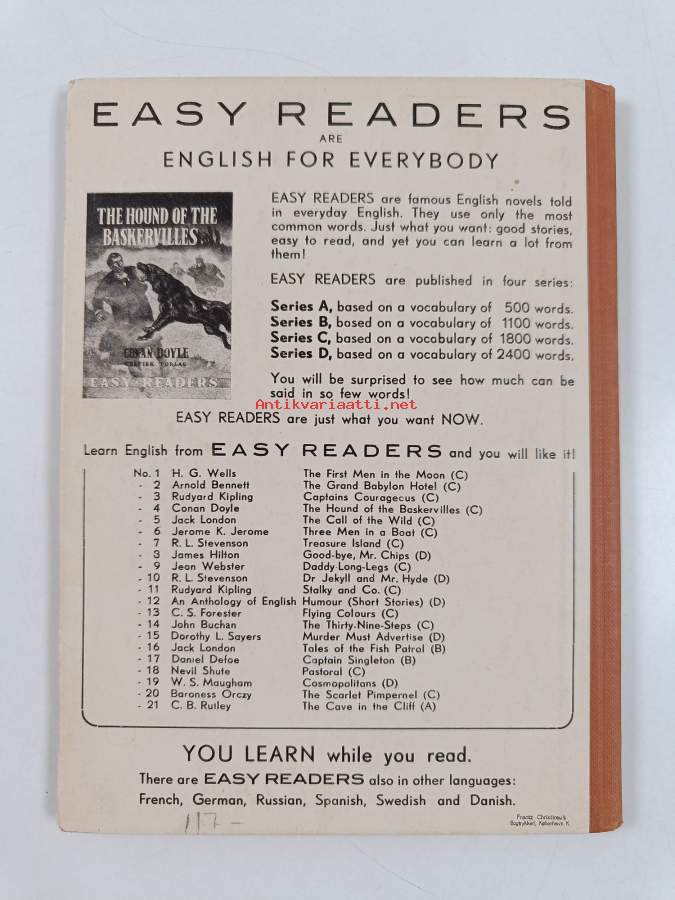 EASY READERS
ARE
ENGLISH FOR EVERYBODY
THE HOUND OF THE
BASKERVILLES
CONAN DOYLE
GRAFISK FORLAG
EASY READERS
EASY READERS are famous English novels told
in everyday English. They use only the most
common words. Just what you want: good stories,
easy to read, and yet you can learn a lot from
them!
EASY READERS are published in four series:
Series A, based on a vocabulary of 500 words.
Series B, based on a vocabulary of 1100 words.
Series C, based on a vocabulary of 1800 words.
Series D, based on a vocabulary of 2400 words.
You will be surprised to see how much can be
said in so few words!
Antikvariaatti.net
EASY READERS are just what you want NOW.
Learn English from EASY READERS and you will like it!
No. 1 H. G. Wells The First Men in the Moon (C)
- 2 Arnold Bennett The Grand Babylon Hotel (C)
- 3 Rudyard Kipling Captains Couragecus (C)
- 4 Conan Doyle The Hound of the Baskervilles (C)
- 5 Jack London The Call of the Wild (C)
- 6 Jerome K. Jerome Three Men in a Boat (C)
- 7 R. L. Stevenson Treasure Island (C)
- 3 James Hilton Good-bye, Mr. Chips (D)
- 9 Jean Webster Daddy-Long-Legs (C)
- 10 R. L. Stevenson Dr Jekyll and Mr. Hyde (D)
- 11 Rudyard Kipling Stalky and Co. (C)
- 12 An Anthology of English Humour (Short Stories) (D)
- 13 C. S. Forester Flying Colours (C)
- 14 John Buchan The Thirty-Nine-Steps (C)
- 15 Dorothy L. Sayers Murder Must Advertise (D)
- 16 Jack London Tales of the Fish Patrol (B)
- 17 Daniel Defoe Captain Singleton (B)
- 18 Nevil Shute Pastoral (C)
- 19 W. S. Maugham Cosmopolitans (D)
- 20 Baroness Orczy The Scarlet Pimpernel (C)
- 21 C. B. Rutley The Cave in the Cliff (A)
YOU LEARN while you read.
There are EASY READERS also in other languages:
French, German, Russian, Spanish, Swedish and Danish.
117 -
Frantz Christtreus
Bogtrykkeri, København K.